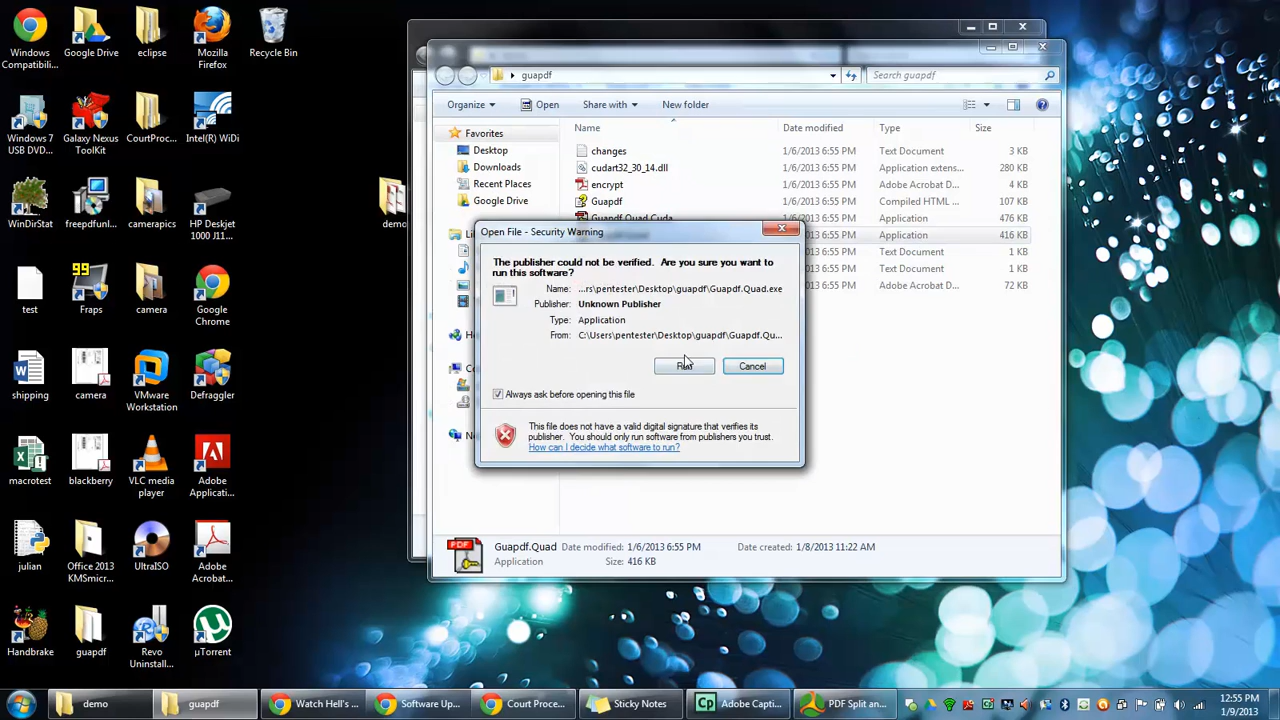 Windows Compatibili...
Google Drive
eclipse
Mozilla Firefox
Recycle Bin
Windows 7 USB DVD...
Galaxy Nexus ToolKit
CourtProc...
Intel(R) WiDi
WinDirStat
freepdfunl...
camerapics
HP Deskjet 1000 J11...
demo
test
99
Fraps
camera
Google Chrome
shipping
camera
VMware Workstation
Defraggler
macrotest
blackberry
VLC media player
Adobe Applicati...
julian
Office 2013 KMSmicr...
UltraISO
Adobe Acrobat...
Handbrake
guapdf
Revo Uninstall...
µTorrent
guapdf
Search guapdf
Organize
Open
Share with
New folder
Name
Date modified
Type
Size
Favorites
Desktop
Downloads
Recent Places
Google Drive
changes 1/6/2013 6:55 PM Text Document 3 KB
cudart32_30_14.dll 1/6/2013 6:55 PM Application extens... 280 KB
encrypt 1/6/2013 6:55 PM Adobe Acrobat D... 4 KB
Guapdf 1/6/2013 6:55 PM Compiled HTML ... 107 KB
Guapdf.Quad.Cuda 1/6/2013 6:55 PM Application 476 KB
1/6/2013 6:55 PM Application 416 KB
1/6/2013 6:55 PM Text Document 2 KB
1/6/2013 6:55 PM Text Document 3 KB
1/6/2013 6:55 PM Adobe Acrobat D... 72 KB
Open File - Security Warning
The publisher could not be verified. Are you sure you want to
run this software?
Name: ...rs\pentester\Desktop\guapdf\Guapdf.Quad.exe
Publisher: Unknown Publisher
Type: Application
From: C:\Users\pentester\Desktop\guapdf\Guapdf.Qu...
Run
Cancel
Always ask before opening this file
This file does not have a valid digital signature that verifies its
publisher. You should only run software from publishers you trust.
How can I decide what software to run?
PDF
Guapdf.Quad Date modified: 1/6/2013 6:55 PM Date created: 1/8/2013 11:22 AM
Application Size: 416 KB
demo
guapdf
Watch Hell's ...
Software Up...
Court Proce...
Sticky Notes
Cp
Adobe Capti...
PDF Split an...
12:55 PM
1/9/2013